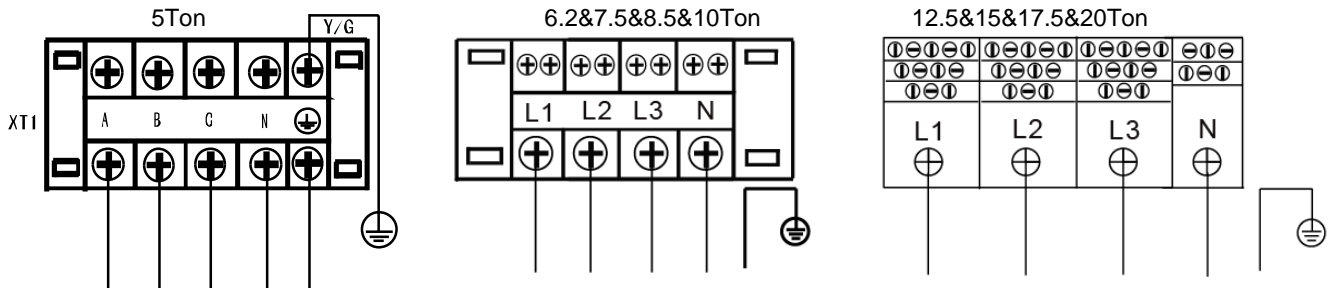 5Ton
Y/G
XT1
A B C N
6.2&7.5&8.5&10Ton
L1 L2 L3 N
12.5&15&17.5&20Ton
L1 L2 L3 N